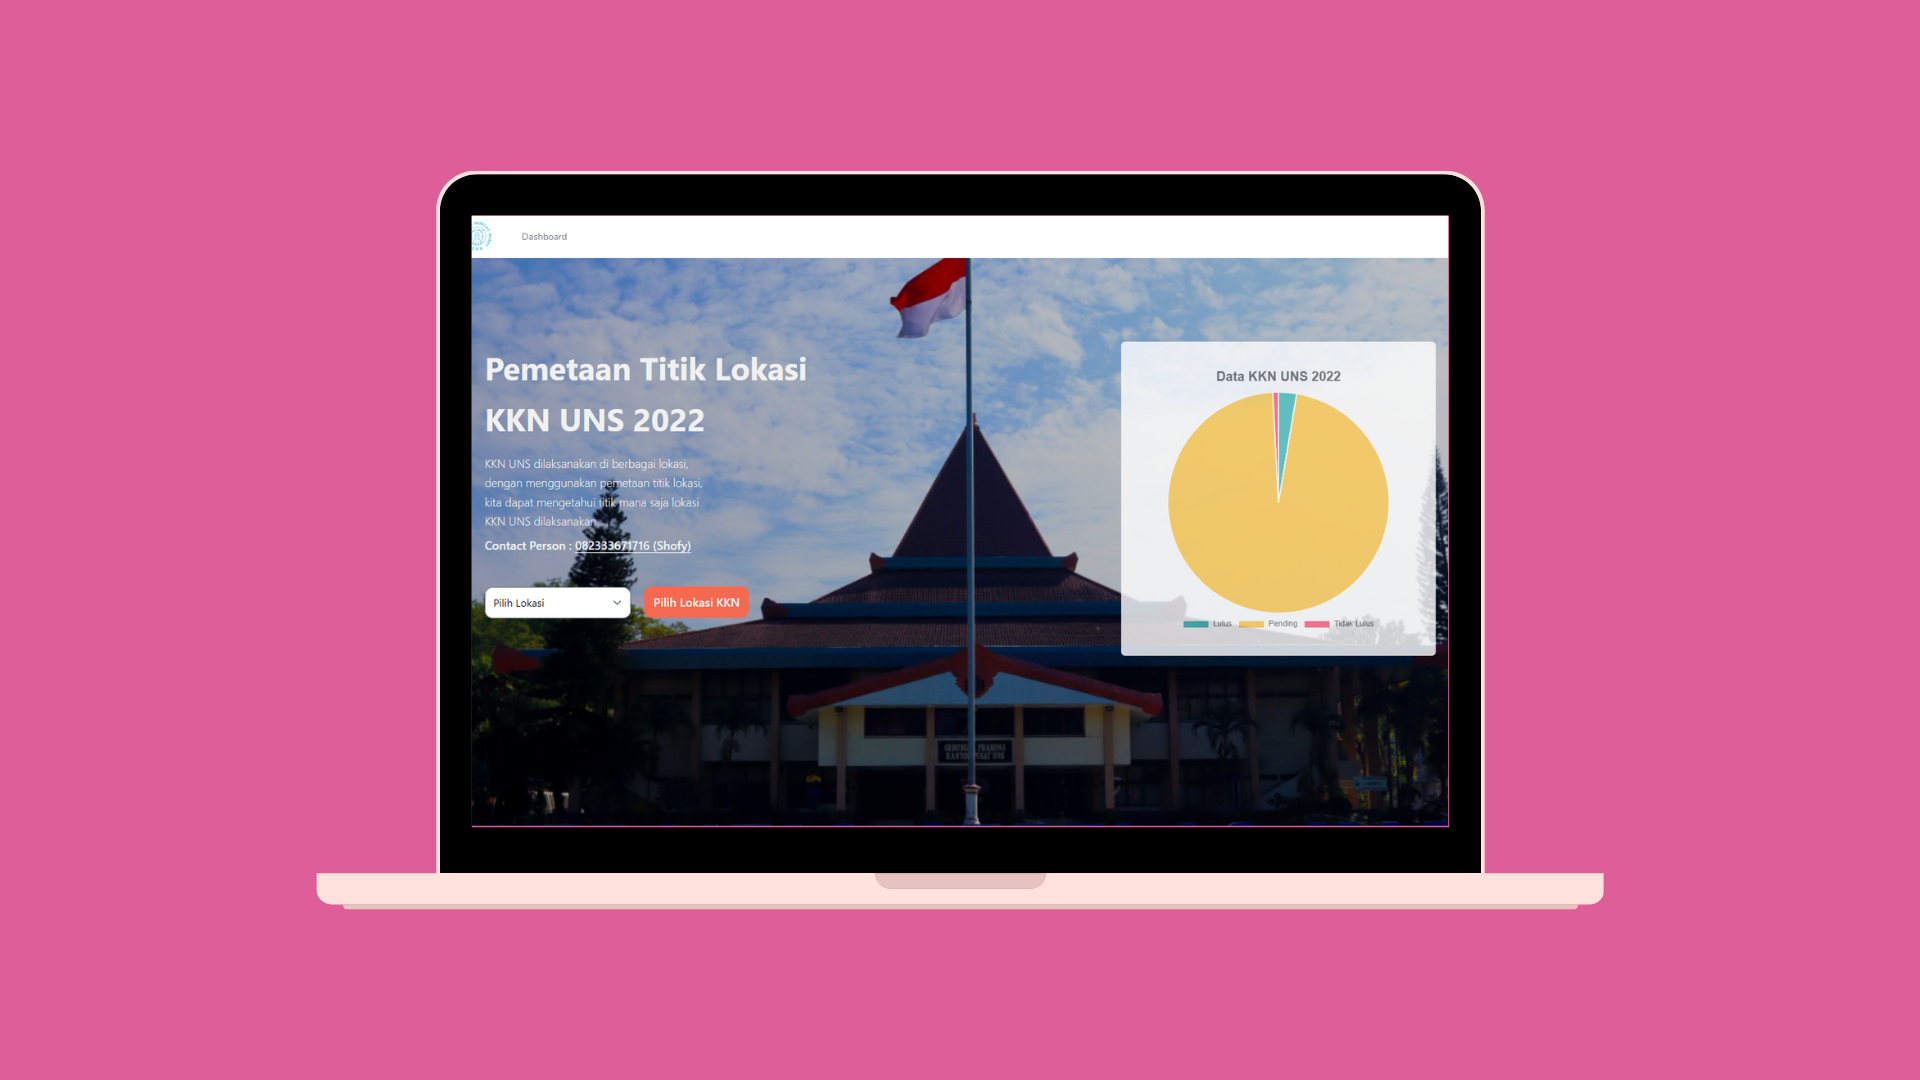 Dashboard
Pemetaan Titik Lokasi
KKN UNS 2022
KKN UNS dilaksanakan di berbagai lokasi,
dengan menggunakan pemetaan titik lokasi,
kita dapat mengetahui titik mana saja lokasi
KKN UNS dilaksanakan.
Contact Person : 082333671716 (Shofy)
Pilih Lokasi
Pilih Lokasi KKN
Data KKN UNS 2022
Lulus
Pending
Tidak Lulus
KANTOR PUSAT UNS